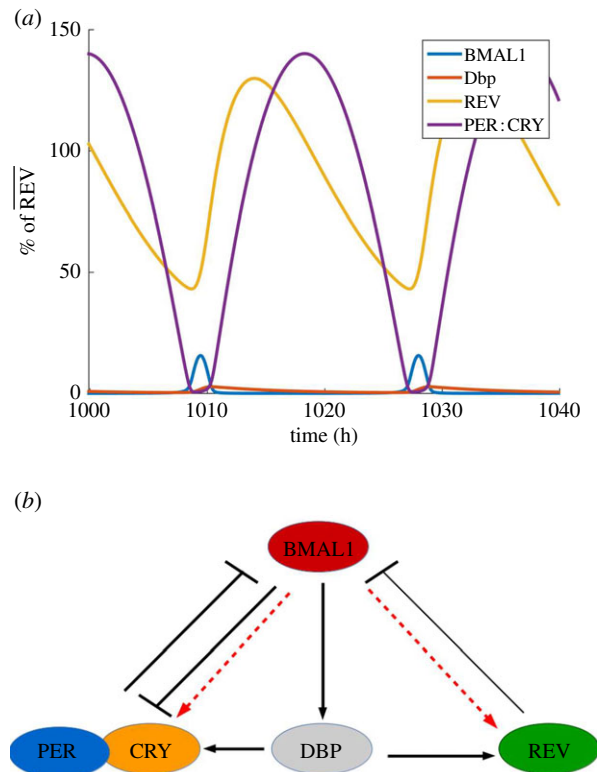 (a)
150
100
50
0
% of REV
1000
1010
1020
1030
1040
time (h)
BMAL1
Dbp
REV
PER:CRY
(b)
BMAL1
PER
CRY
DBP
REV